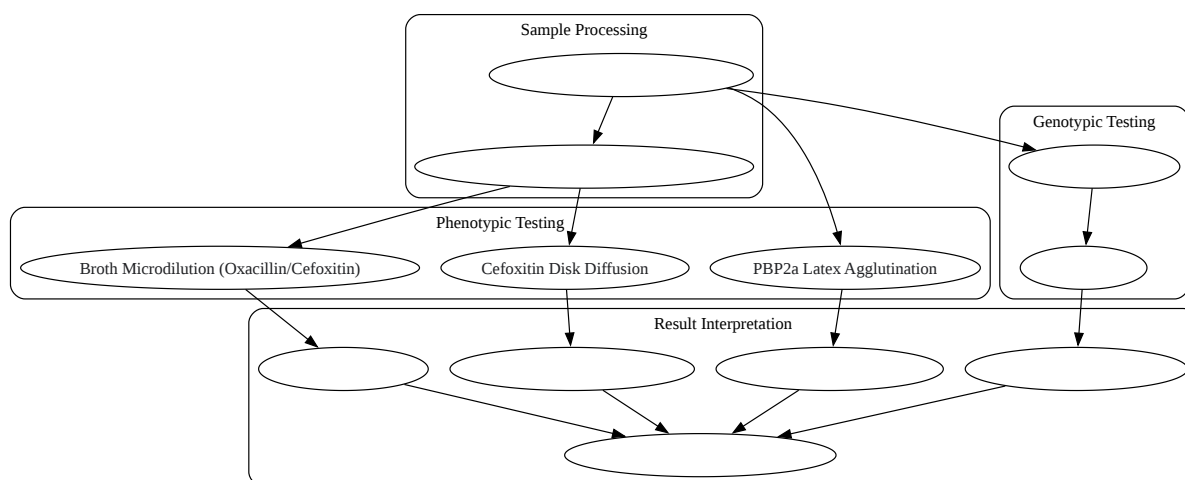 Sample Processing
Genotypic Testing
Phenotypic Testing
Broth Microdilution (Oxacillin/Cefoxitin)
Cefoxitin Disk Diffusion
PBP2a Latex Agglutination
Result Interpretation